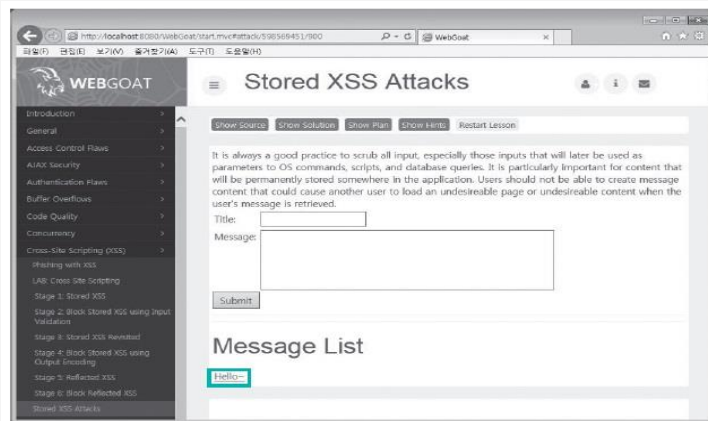 http://localhost:8080/WebGoat/start.mvc#attack/598569451/900
WebGoat
파일(F) 편집(E) 보기(V) 즐겨찾기(A) 도구(T) 도움말(H)
WEBGOAT
Stored XSS Attacks
Introduction
General
Access Control Flaws
AJAX Security
Authentication Flaws
Buffer Overflows
Code Quality
Concurrency
Cross-Site Scripting (XSS)
Phishing with XSS
LAB: Cross Site Scripting
Stage 1: Stored XSS
Stage 2: Block Stored XSS using Input
Validation
Stage 3: Stored XSS Revisited
Stage 4: Block Stored XSS using
Output Encoding
Stage 5: Reflected XSS
Stage 6: Block Reflected XSS
Stored XSS Attacks
Show Source Show Solution Show Plan Show Hints Restart Lesson
It is always a good practice to scrub all input, especially those inputs that will later be used as
parameters to OS commands, scripts, and database queries. It is particularly important for content that
will be permanently stored somewhere in the application. Users should not be able to create message
content that could cause another user to load an undesireable page or undesireable content when the
user's message is retrieved.
Title:
Message:
Submit
Message List
Hello~